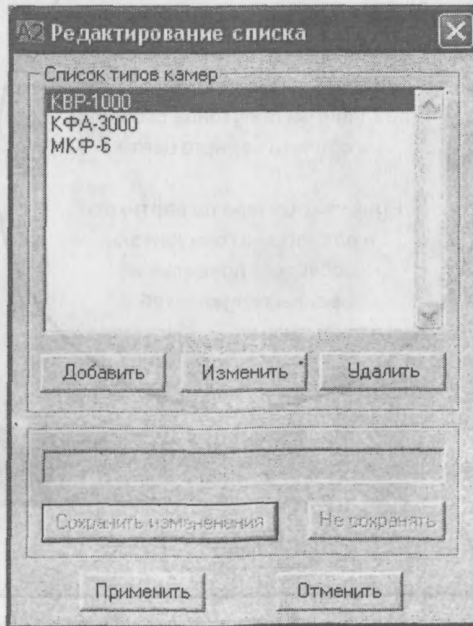 A2 Редактирование списка
Список типов камер
КВР-1000
КФА-3000
МКФ-6
Добавить Изменить Удалить
Сохранить изменения Не сохранять
Применить Отменить